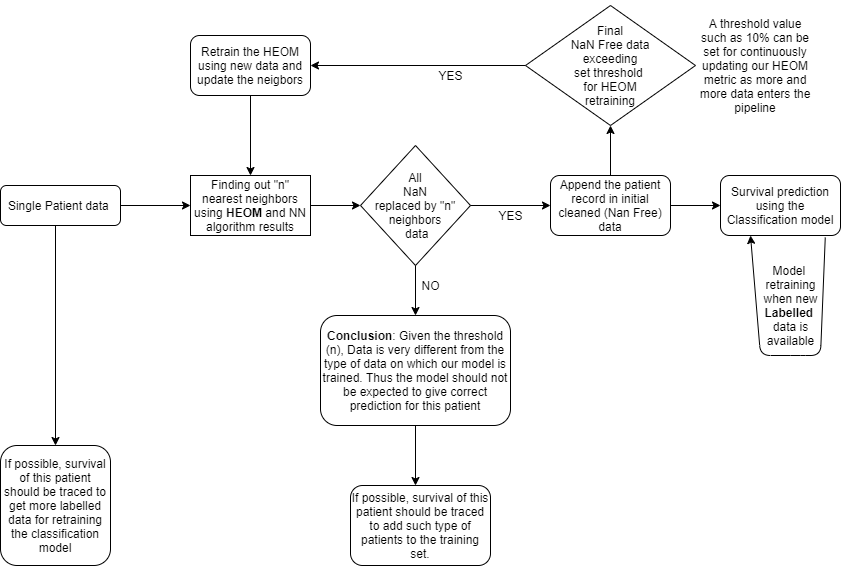 Retrain the HEOM
using new data and
update the neigbors
YES
Final
NaN Free data
exceeding
set threshold
for HEOM
retraining
A threshold value
such as 10% can be
set for continuously
updating our HEOM
metric as more and
more data enters the
pipeline
Single Patient data
Finding out "n"
nearest neighbors
using HEOM and NN
algorithm results
All
NaN
replaced by "n"
neighbors
data
YES
Append the patient
record in initial
cleaned (Nan Free)
data
Survival prediction
using the
Classification model
NO
Model
retraining
when new
Labelled
data is
available
Conclusion: Given the threshold
(n), Data is very different from the
type of data on which our model is
trained. Thus the model should not
be expected to give correct
prediction for this patient
If possible, survival
of this patient
should be traced to
get more labelled
data for retraining
the classification
model
If possible, survival of this
patient should be traced
to add such type of
patients to the training
set.